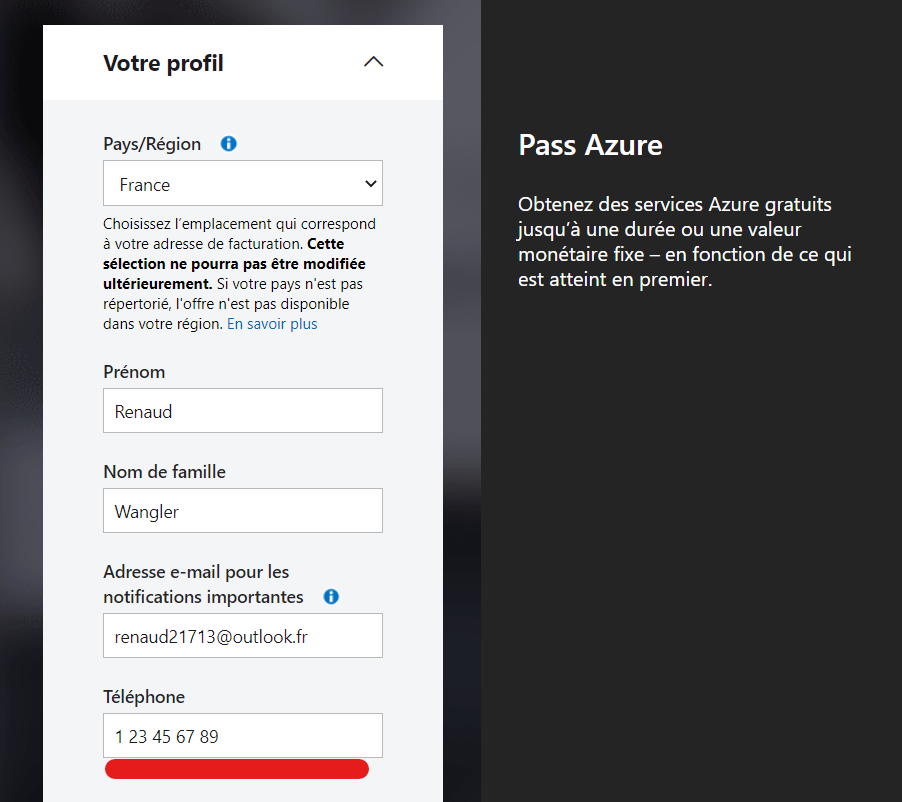 Votre profil
Pays/Région
France
Choisissez l’emplacement qui correspond
à votre adresse de facturation. Cette
sélection ne pourra pas être modifiée
ultérieurement. Si votre pays n'est pas
répertorié, l'offre n'est pas disponible
dans votre région. En savoir plus
Prénom
Renaud
Nom de famille
Wangler
Adresse e-mail pour les
notifications importantes
renaud21713@outlook.fr
Téléphone
1 23 45 67 89
Pass Azure
Obtenez des services Azure gratuits
jusqu’à une durée ou une valeur
monétaire fixe – en fonction de ce qui
est atteint en premier.